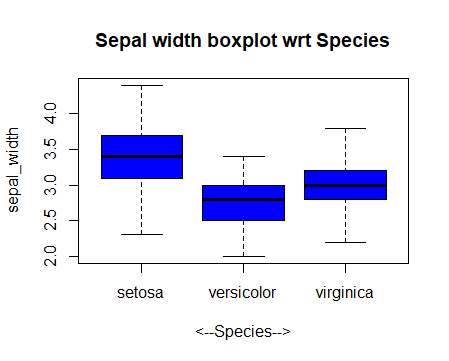 Sepal width boxplot wrt Species
sepal_width
4.0
3.5
3.0
2.5
2.0
setosa versicolor virginica
<--Species-->